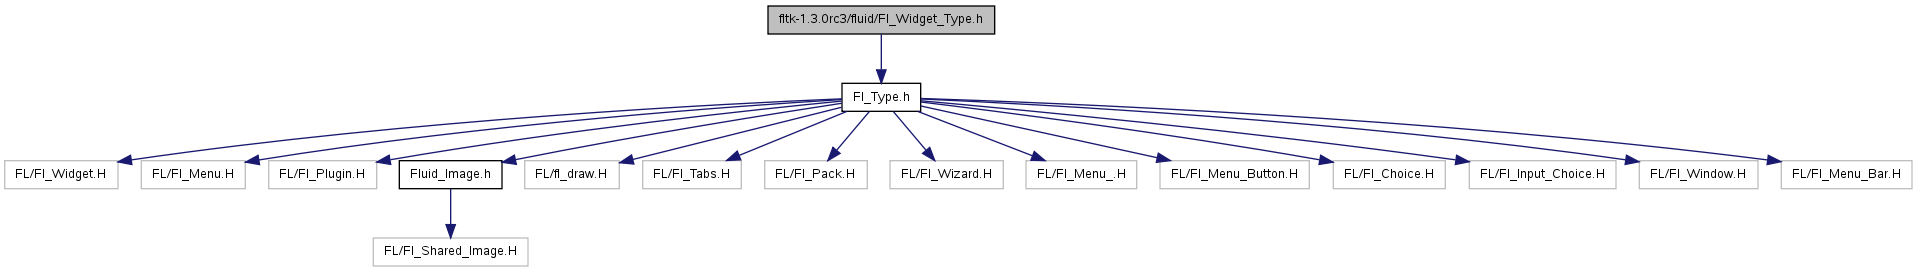 fltk-1.3.0rc3/fluid/Fl_Widget_Type.h
Fl_Type.h
FL/Fl_Widget.H
FL/Fl_Menu.H
FL/Fl_Plugin.H
Fluid_Image.h
FL/fl_draw.H
FL/Fl_Tabs.H
FL/Fl_Pack.H
FL/Fl_Wizard.H
FL/Fl_Menu_.H
FL/Fl_Menu_Button.H
FL/Fl_Choice.H
FL/Fl_Input_Choice.H
FL/Fl_Window.H
FL/Fl_Menu_Bar.H
FL/Fl_Shared_Image.H